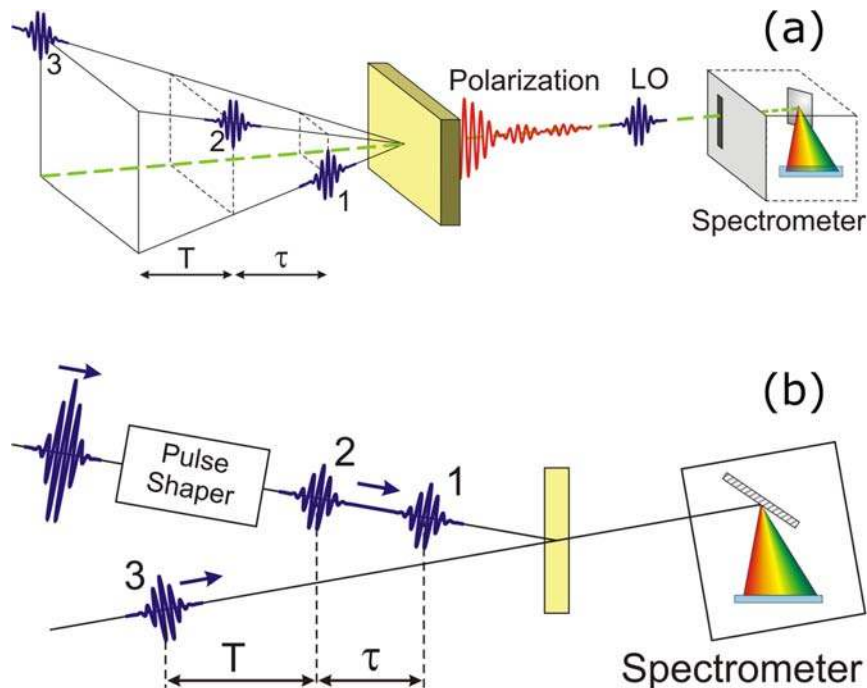 (a)
3
Polarization
LO
2
1
Spectrometer
T
τ
(b)
Pulse
Shaper
2
1
3
T
τ
Spectrometer